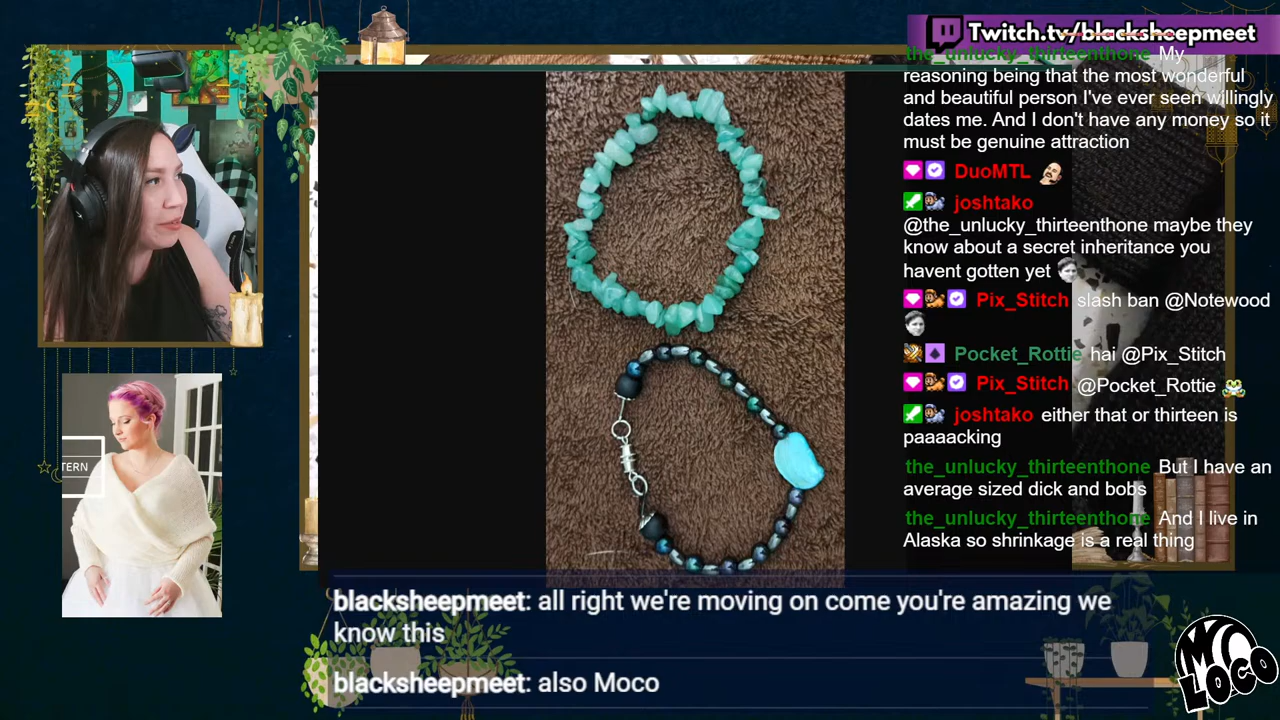 Twitch.tv/blacksheepmeet
the_unlucky_thirteenthone My
reasoning being that the most wonderful
and beautiful person I've ever seen willingly
dates me. And I don't have any money so it
must be genuine attraction
DuoMTL
joshtako
@the_unlucky_thirteenthone maybe they
know about a secret inheritance you
havent gotten yet
Pix_Stitch slash ban @Notewood
Pocket_Rottie hai @Pix_Stitch
Pix_Stitch @Pocket_Rottie
joshtako either that or thirteen is
paaaacking
the_unlucky_thirteenthone But I have an
average sized dick and bobs
the_unlucky_thirteenthone And I live in
Alaska so shrinkage is a real thing
TERN
blacksheepmeet: all right we're moving on come you're amazing we
know this
blacksheepmeet: also Moco
MOCO
LOCO